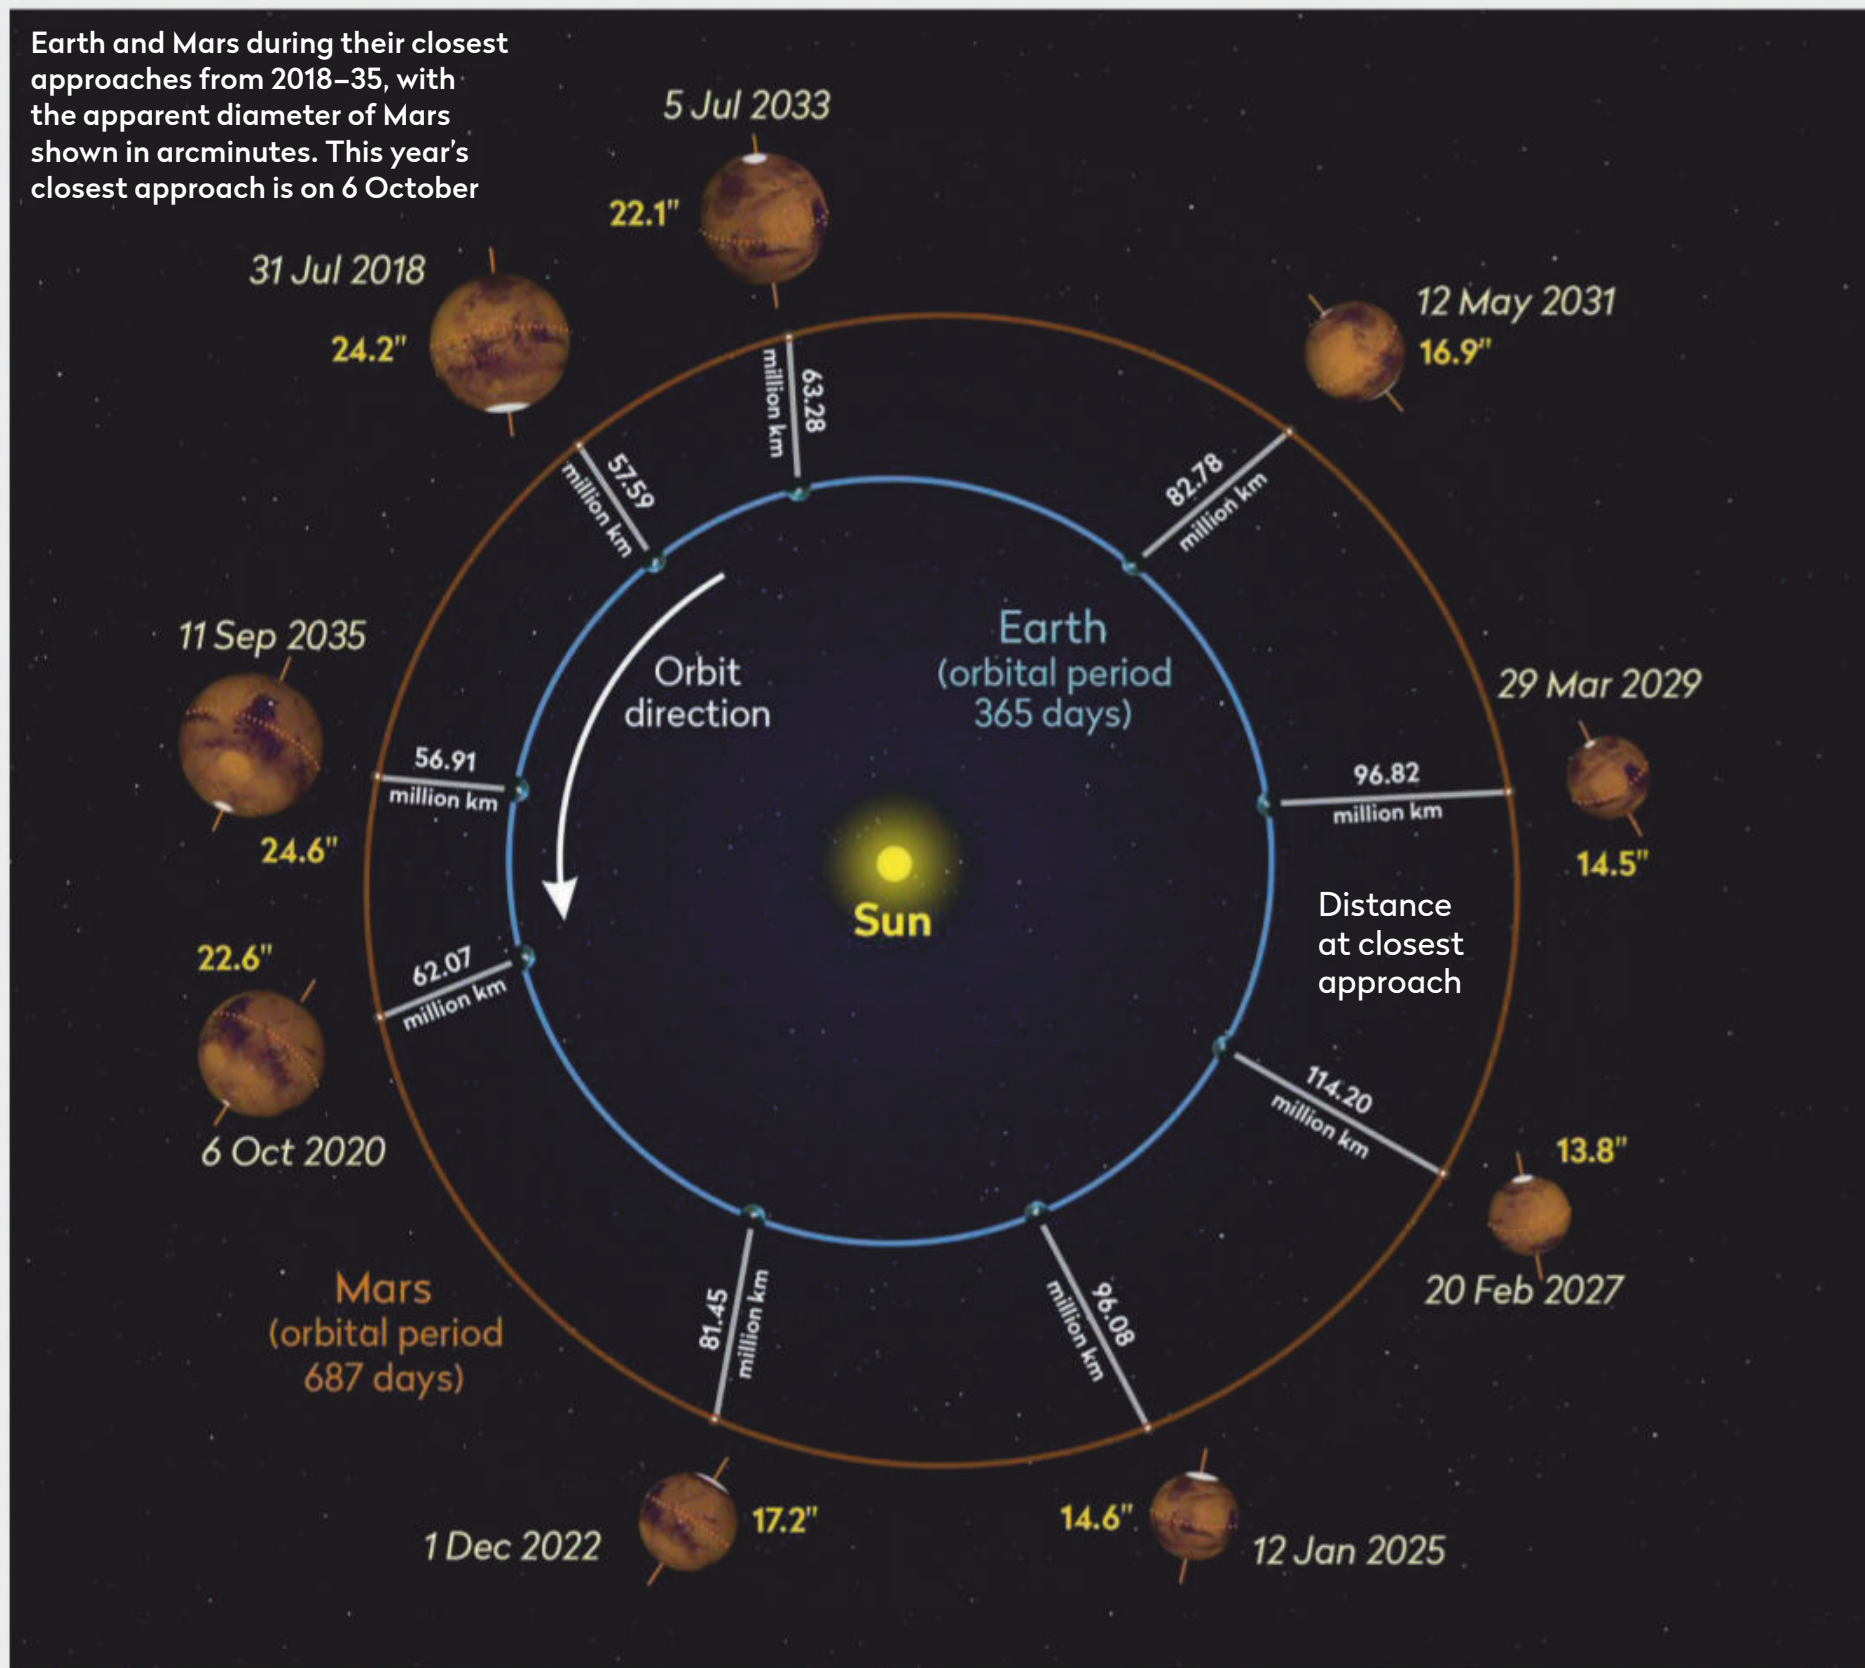 Earth and Mars during their closest
approaches from 2018–35, with
the apparent diameter of Mars
shown in arcminutes. This year's
closest approach is on 6 October
5 Jul 2033
22.1"
31 Jul 2018
24.2"
12 May 2031
16.9"
63.28
million km
57.59
million km
82.78
million km
11 Sep 2035
24.6"
56.91
million km
Orbit
direction
Earth
(orbital period
365 days)
29 Mar 2029
14.5"
96.82
million km
Sun
Distance
at closest
approach
22.6"
6 Oct 2020
62.07
million km
114.20
million km
13.8"
20 Feb 2027
Mars
(orbital period
687 days)
81.45
million km
96.08
million km
1 Dec 2022
17.2"
14.6"
12 Jan 2025